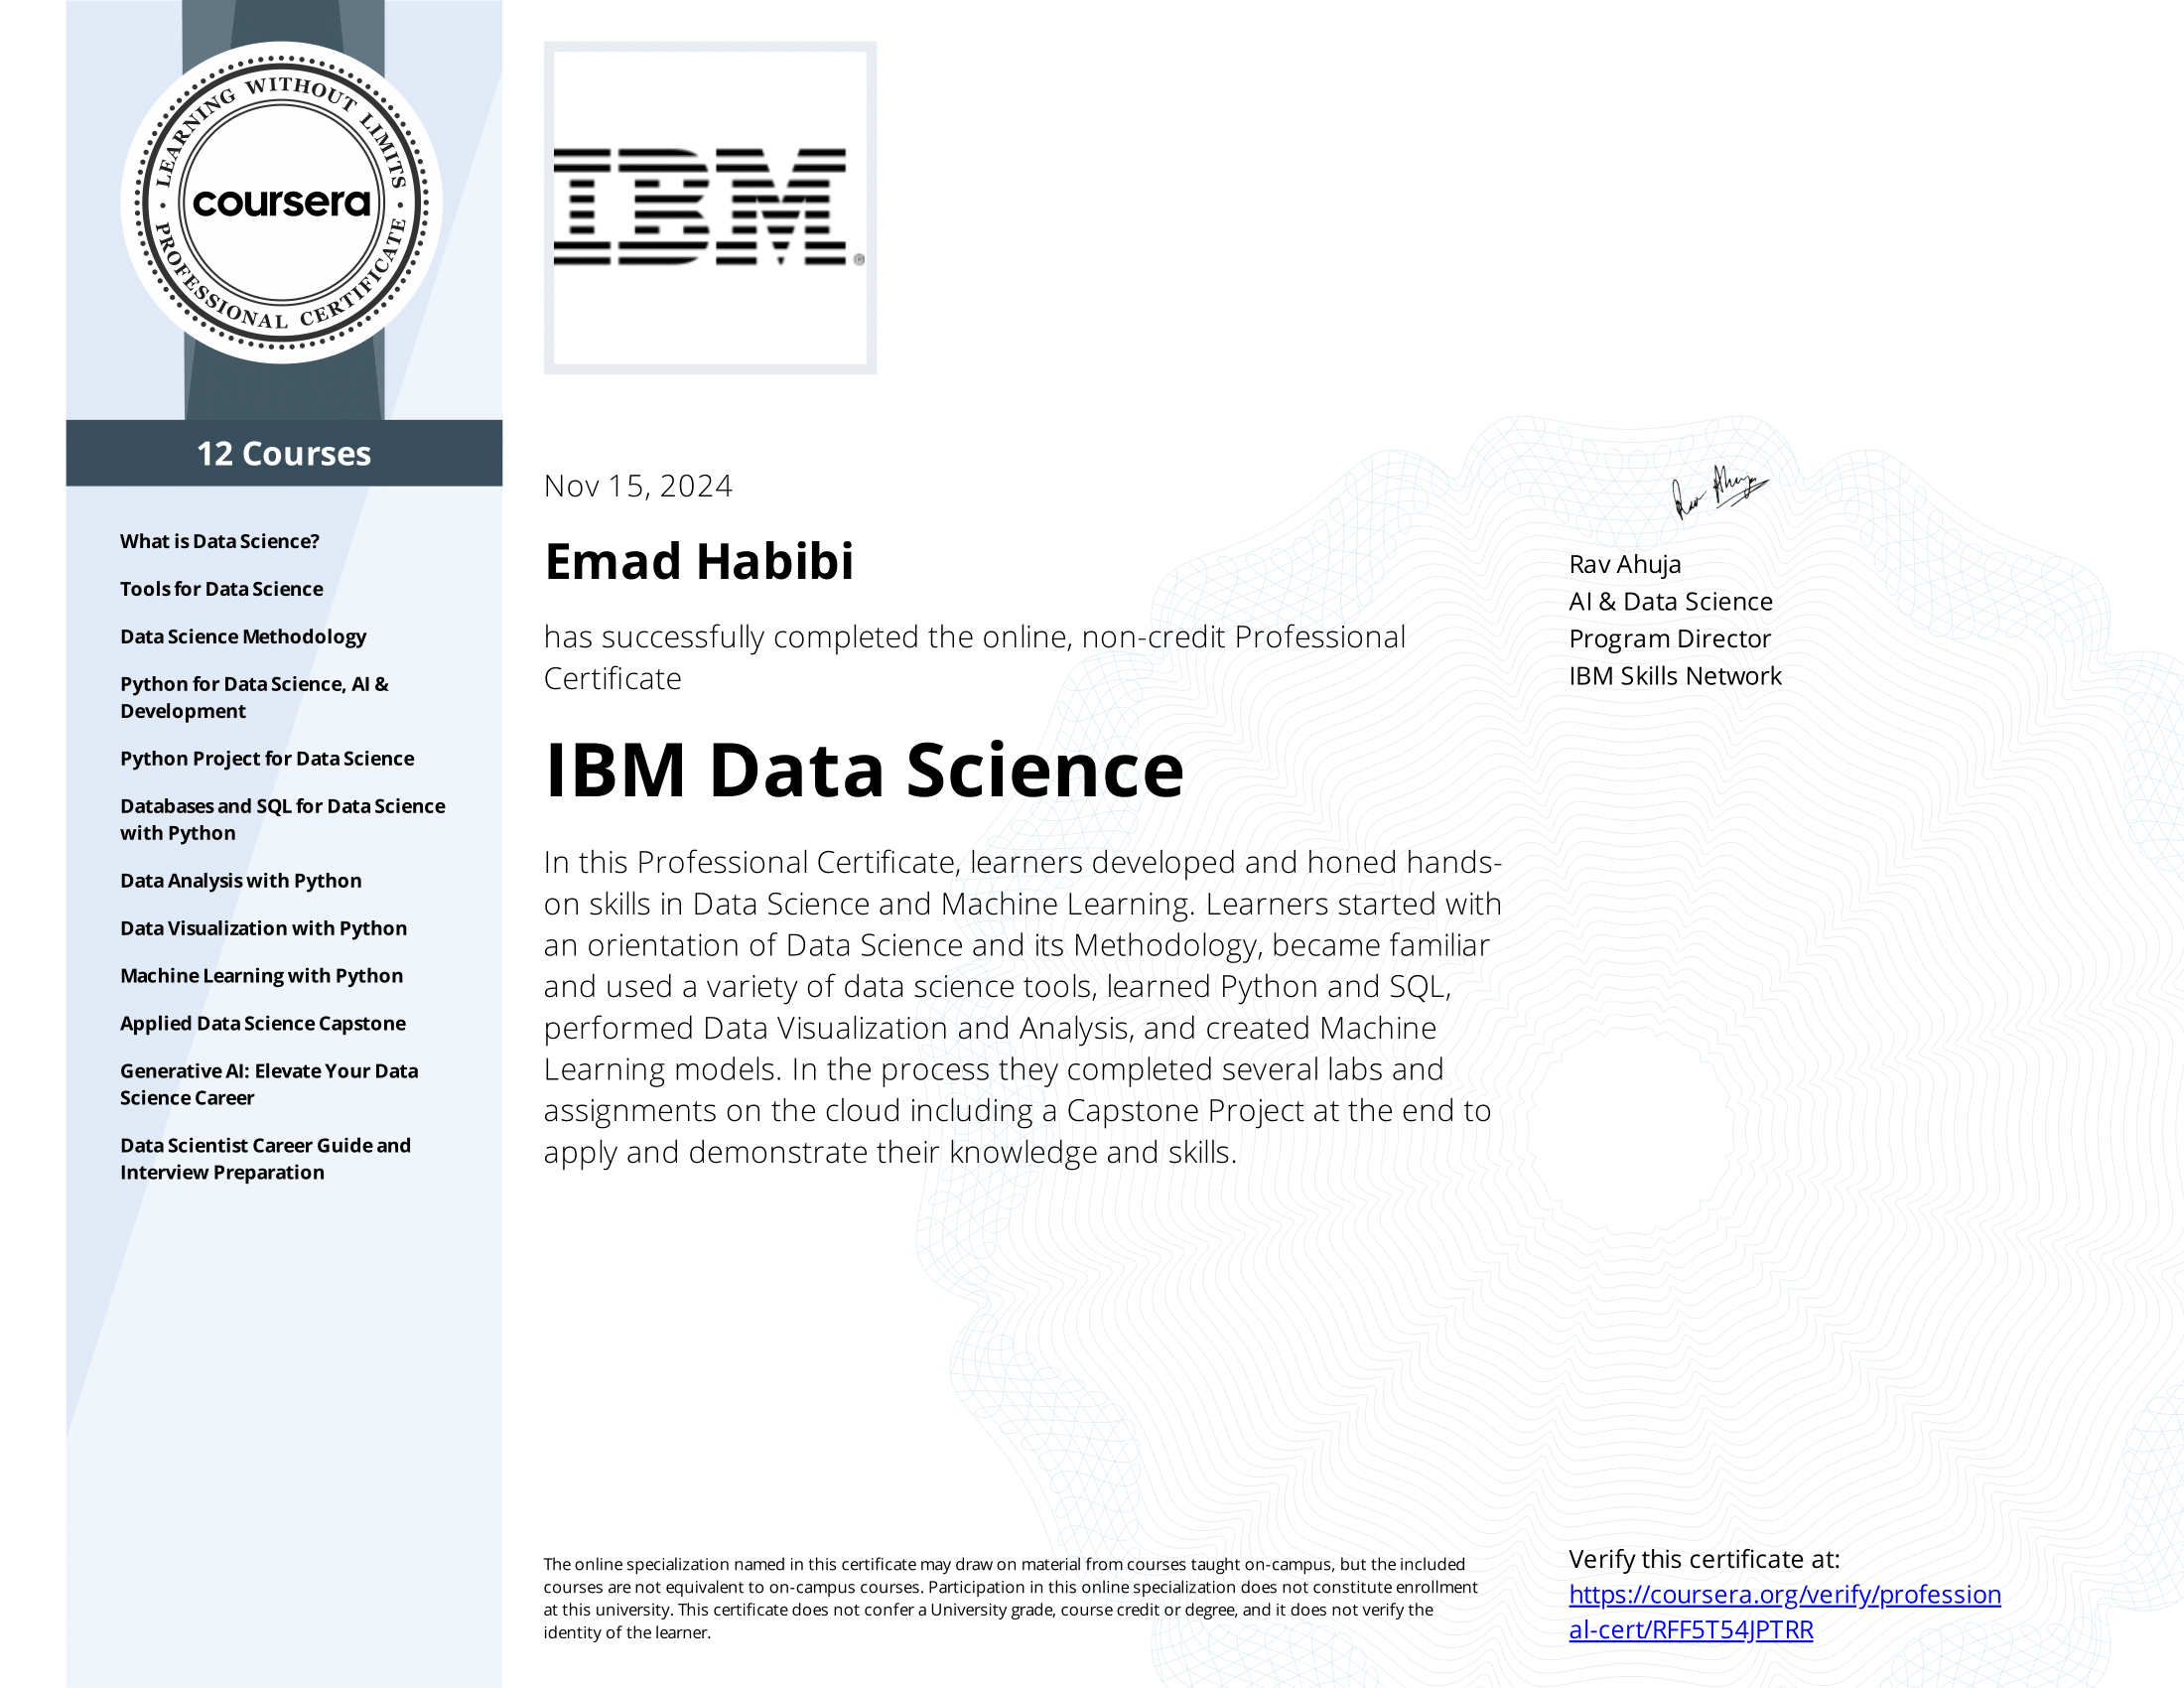 LEARNING WITHOUT LIMITS
coursera
PROFESSIONAL CERTIFICATE
12 Courses
What is Data Science?
Tools for Data Science
Data Science Methodology
Python for Data Science, AI &
Development
Python Project for Data Science
Databases and SQL for Data Science
with Python
Data Analysis with Python
Data Visualization with Python
Machine Learning with Python
Applied Data Science Capstone
Generative AI: Elevate Your Data
Science Career
Data Scientist Career Guide and
Interview Preparation
IBM®
Nov 15, 2024
Emad Habibi
has successfully completed the online, non-credit Professional
Certificate
IBM Data Science
In this Professional Certificate, learners developed and honed hands-
on skills in Data Science and Machine Learning. Learners started with
an orientation of Data Science and its Methodology, became familiar
and used a variety of data science tools, learned Python and SQL,
performed Data Visualization and Analysis, and created Machine
Learning models. In the process they completed several labs and
assignments on the cloud including a Capstone Project at the end to
apply and demonstrate their knowledge and skills.
Rav Ahuja
Rav Ahuja
AI & Data Science
Program Director
IBM Skills Network
The online specialization named in this certificate may draw on material from courses taught on-campus, but the included
courses are not equivalent to on-campus courses. Participation in this online specialization does not constitute enrollment
at this university. This certificate does not confer a University grade, course credit or degree, and it does not verify the
identity of the learner.
Verify this certificate at:
https://coursera.org/verify/profession
al-cert/RFF5T54JPTRR